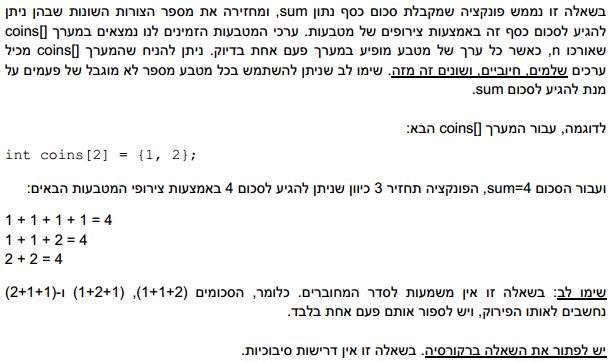 בשאלה זו נממש פונקציה שמקבלת סכום כסף נתון sum, ומחזירה את מספר הצורות השונות שבהן ניתן
להגיע לסכום כסף זה באמצעות צירופים של מטבעות. ערכי המטבעות הזמינים לנו נמצאים במערך coins[]
שאורכו n, כאשר כל ערך של מטבע מופיע במערך פעם אחת בדיוק. ניתן להניח שהמערך coins[] מכיל
ערכים שלמים, חיוביים, ושונים זה מזה. שימו לב שניתן להשתמש בכל מטבע מספר לא מוגבל של פעמים על
מנת להגיע לסכום sum.
לדוגמה, עבור המערך coins[] הבא:
int coins[2] = {1, 2};
ועבור הסכום sum=4, הפונקציה תחזיר 3 כיוון שניתן להגיע לסכום 4 באמצעות צירופי המטבעות הבאים:
1 + 1 + 1 + 1 = 4
1 + 1 + 2 = 4
2 + 2 = 4
שימו לב: בשאלה זו אין משמעות לסדר המחוברים. כלומר, הסכומים (1+1+2), (1+2+1) ו-(2+1+1)
נחשבים לאותו הפירוק, ויש לספור אותם פעם אחת בלבד.
יש לפתור את השאלה ברקורסיה. בשאלה זו אין דרישות סיבוכיות.